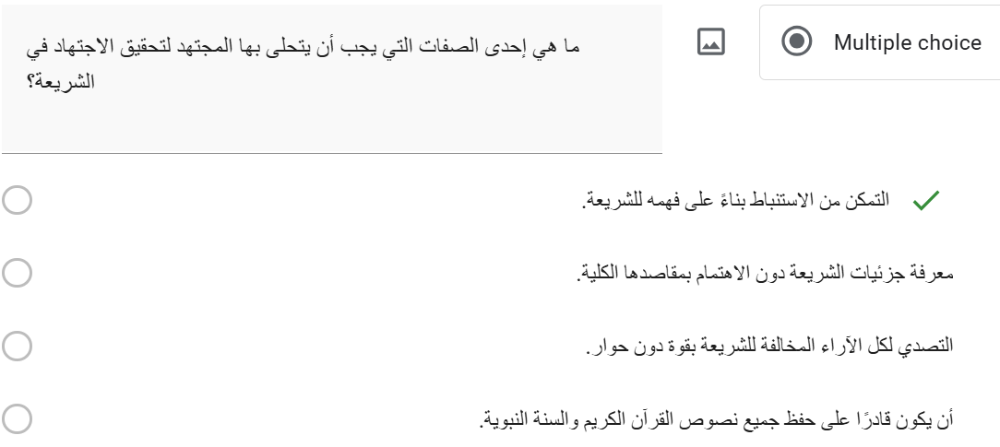 ما هي إحدى الصفات التي يجب أن يتحلى بها المجتهد لتحقيق الاجتهاد في
الشريعة؟
Multiple choice
التمكن من الاستنباط بناءً على فهمه للشريعة.
معرفة جزئيات الشريعة دون الاهتمام بمقاصدها الكلية.
التصدي لكل الآراء المخالفة للشريعة بقوة دون حوار.
أن يكون قادرًا على حفظ جميع نصوص القرآن الكريم والسنة النبوية.